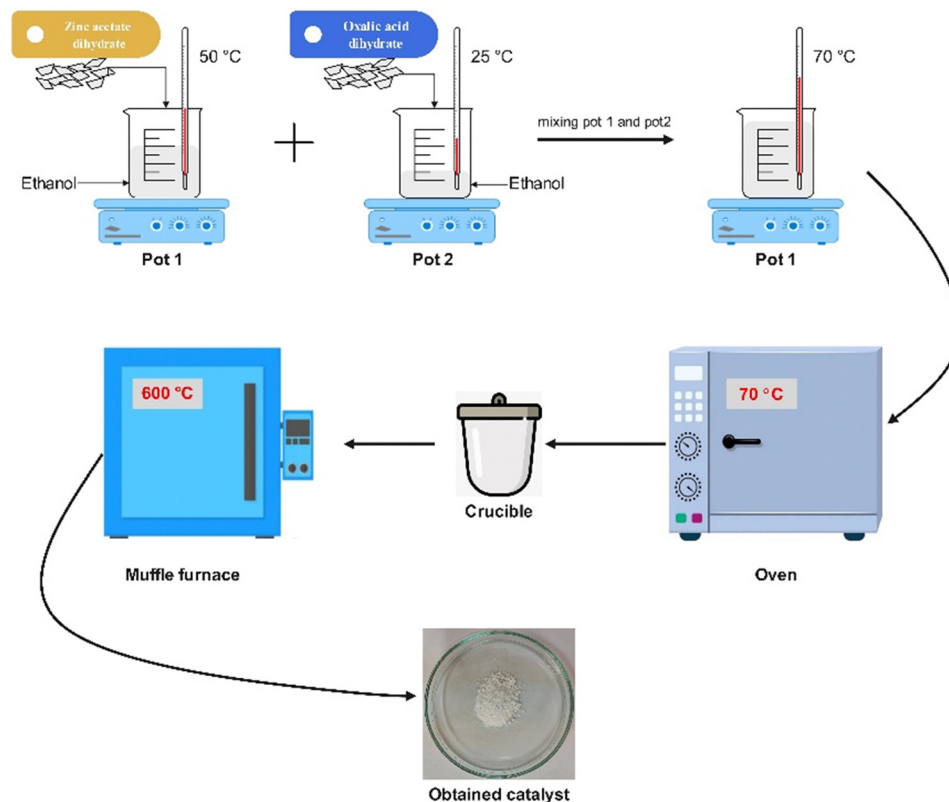 Zinc acetate
dihydrate
50 °C
Oxalic acid
dihydrate
25 °C
70 °C
mixing pot 1 and pot2
Ethanol
Ethanol
Pot 1
Pot 2
Pot 1
600 °C
70 °C
Crucible
Muffle furnace
Oven
Obtained catalyst